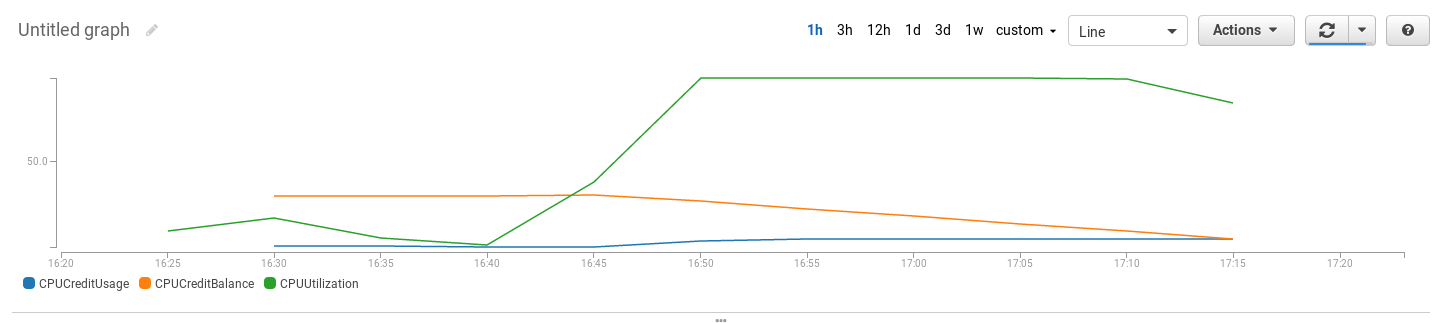 Untitled graph 1h 3h 12h 1d 3d 1w custom Line Actions ?
50.0
16:20 16:25 16:30 16:35 16:40 16:45 16:50 16:55 17:00 17:05 17:10 17:15 17:20
CPUCreditUsage CPUCreditBalance CPUUtilization